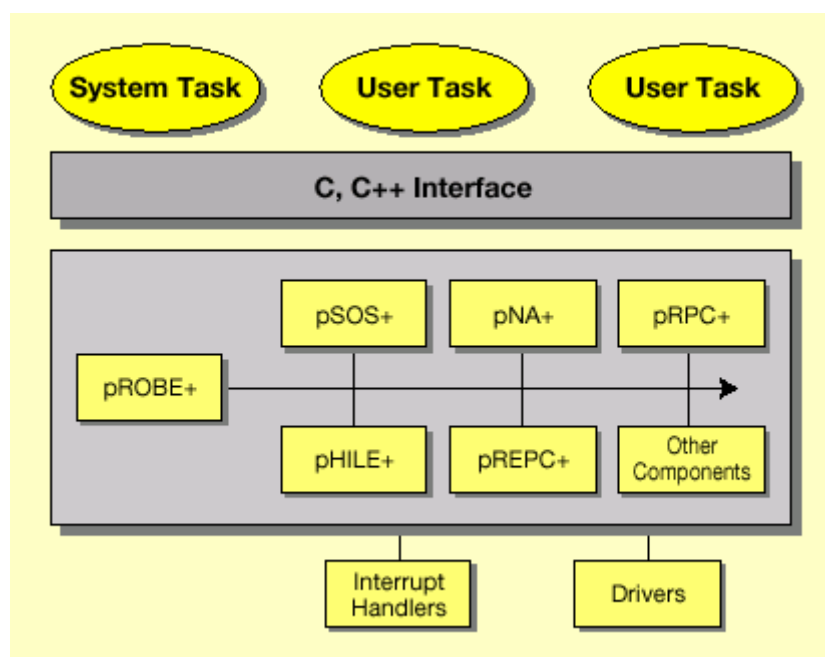 System Task
User Task
User Task
C, C++ Interface
pSOS+
pNA+
pRPC+
pROBE+
pHILE+
pREPC+
Other
Components
Interrupt
Handlers
Drivers